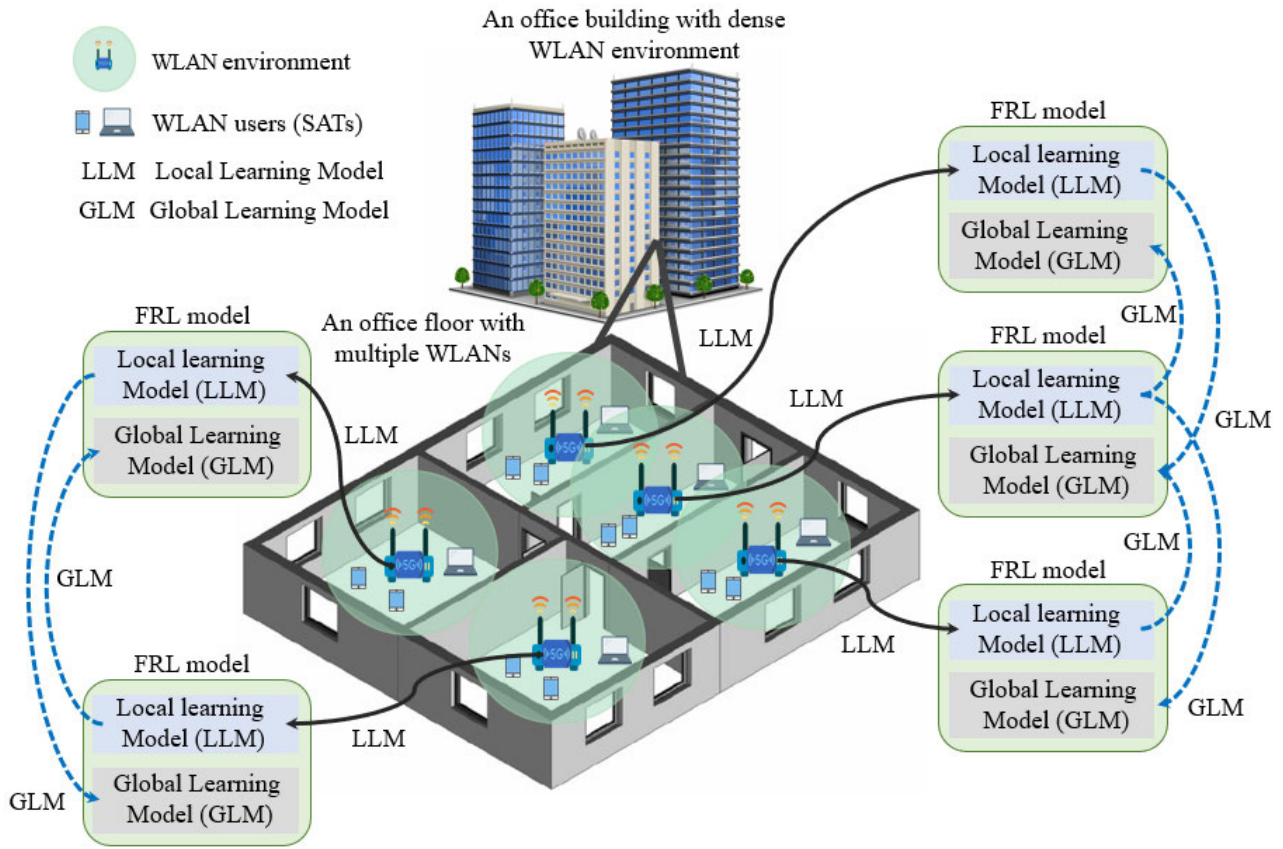 An office building with dense
WLAN environment
WLAN environment
WLAN users (SATs)
LLM Local Learning Model
GLM Global Learning Model
FRL model
Local learning
Model (LLM)
Global Learning
Model (GLM)
GLM
LLM
GLM
An office floor with
multiple WLANs
FRL model
Local learning
Model (LLM)
Global Learning
Model (GLM)
LLM
GLM
FRL model
Local learning
Model (LLM)
Global Learning
Model (GLM)
LLM
GLM
5G
5G
5G
5G
5G
FRL model
Local learning
Model (LLM)
Global Learning
Model (GLM)
LLM
GLM
FRL model
Local learning
Model (LLM)
Global Learning
Model (GLM)
LLM
GLM